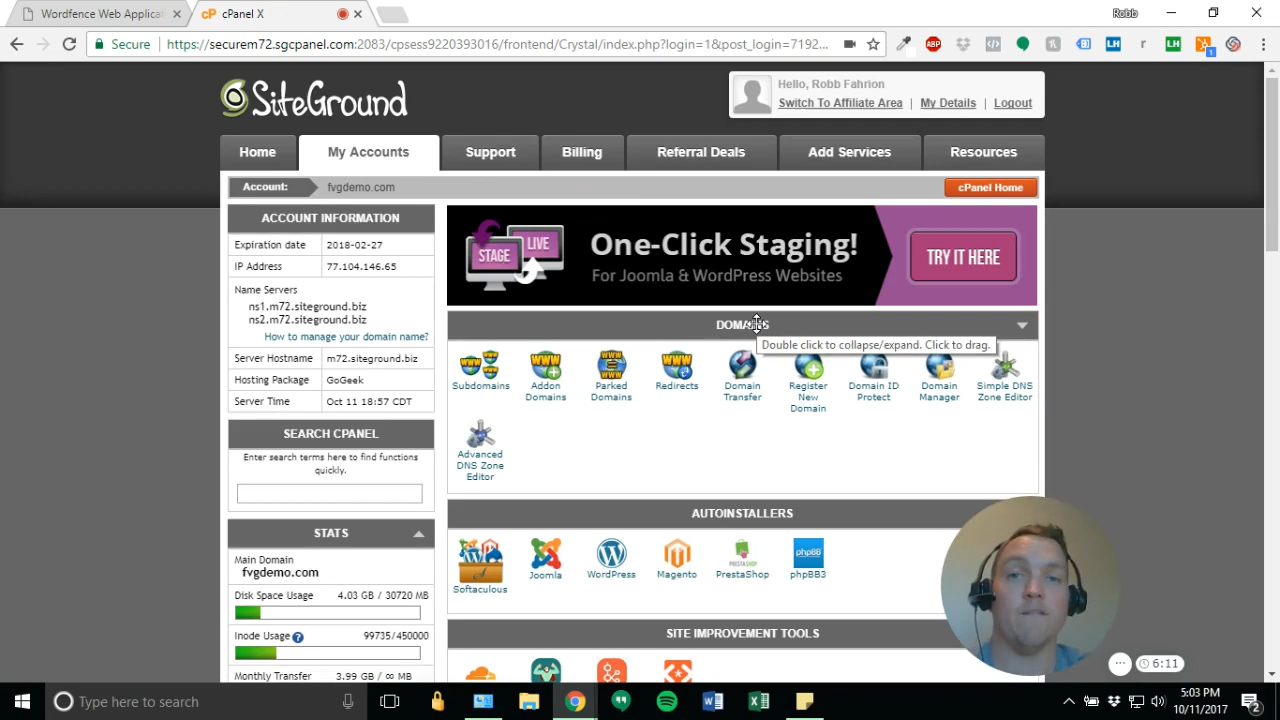 Wordfence Web Applicat
cP cPanel X
Robb
Secure
https://securem72.sgcpanel.com:2083/cpsess9220393016/frontend/Crystal/index.php?login=1&post_login=7192...
ABP
LH
r
LH
1
SiteGround
Hello, Robb Fahrion
Switch To Affiliate Area | My Details | Logout
Home
My Accounts
Support
Billing
Referral Deals
Add Services
Resources
Account:
fvgdemo.com
cPanel Home
ACCOUNT INFORMATION
Expiration date 2018-02-27
IP Address 77.104.146.65
Name Servers
ns1.m72.siteground.biz
ns2.m72.siteground.biz
How to manage your domain name?
Server Hostname m72.siteground.biz
Hosting Package GoGeek
Server Time Oct 11 18:57 CDT
SEARCH CPANEL
Enter search terms here to find functions
quickly.
STATS
Main Domain
fvgdemo.com
Disk Space Usage 4.03 GB / 30720 MB
Inode Usage ? 99735/450000
Monthly Transfer 3.99 GB / ∞ MB
STAGE
LIVE
One-Click Staging!
For Joomla & WordPress Websites
TRY IT HERE
DOMAINS
Double click to collapse/expand. Click to drag.
Subdomains
Addon
Domains
Parked
Domains
Redirects
Domain
Transfer
Register
New
Domain
Domain ID
Protect
Domain
Manager
Simple DNS
Zone Editor
Advanced
DNS Zone
Editor
AUTOINSTALLERS
Softaculous
Joomla
WordPress
Magento
PRESTASHOP
PrestaShop
phpBB
phpBB3
SITE IMPROVEMENT TOOLS
6:11
Type here to search
5:03 PM
10/11/2017
2